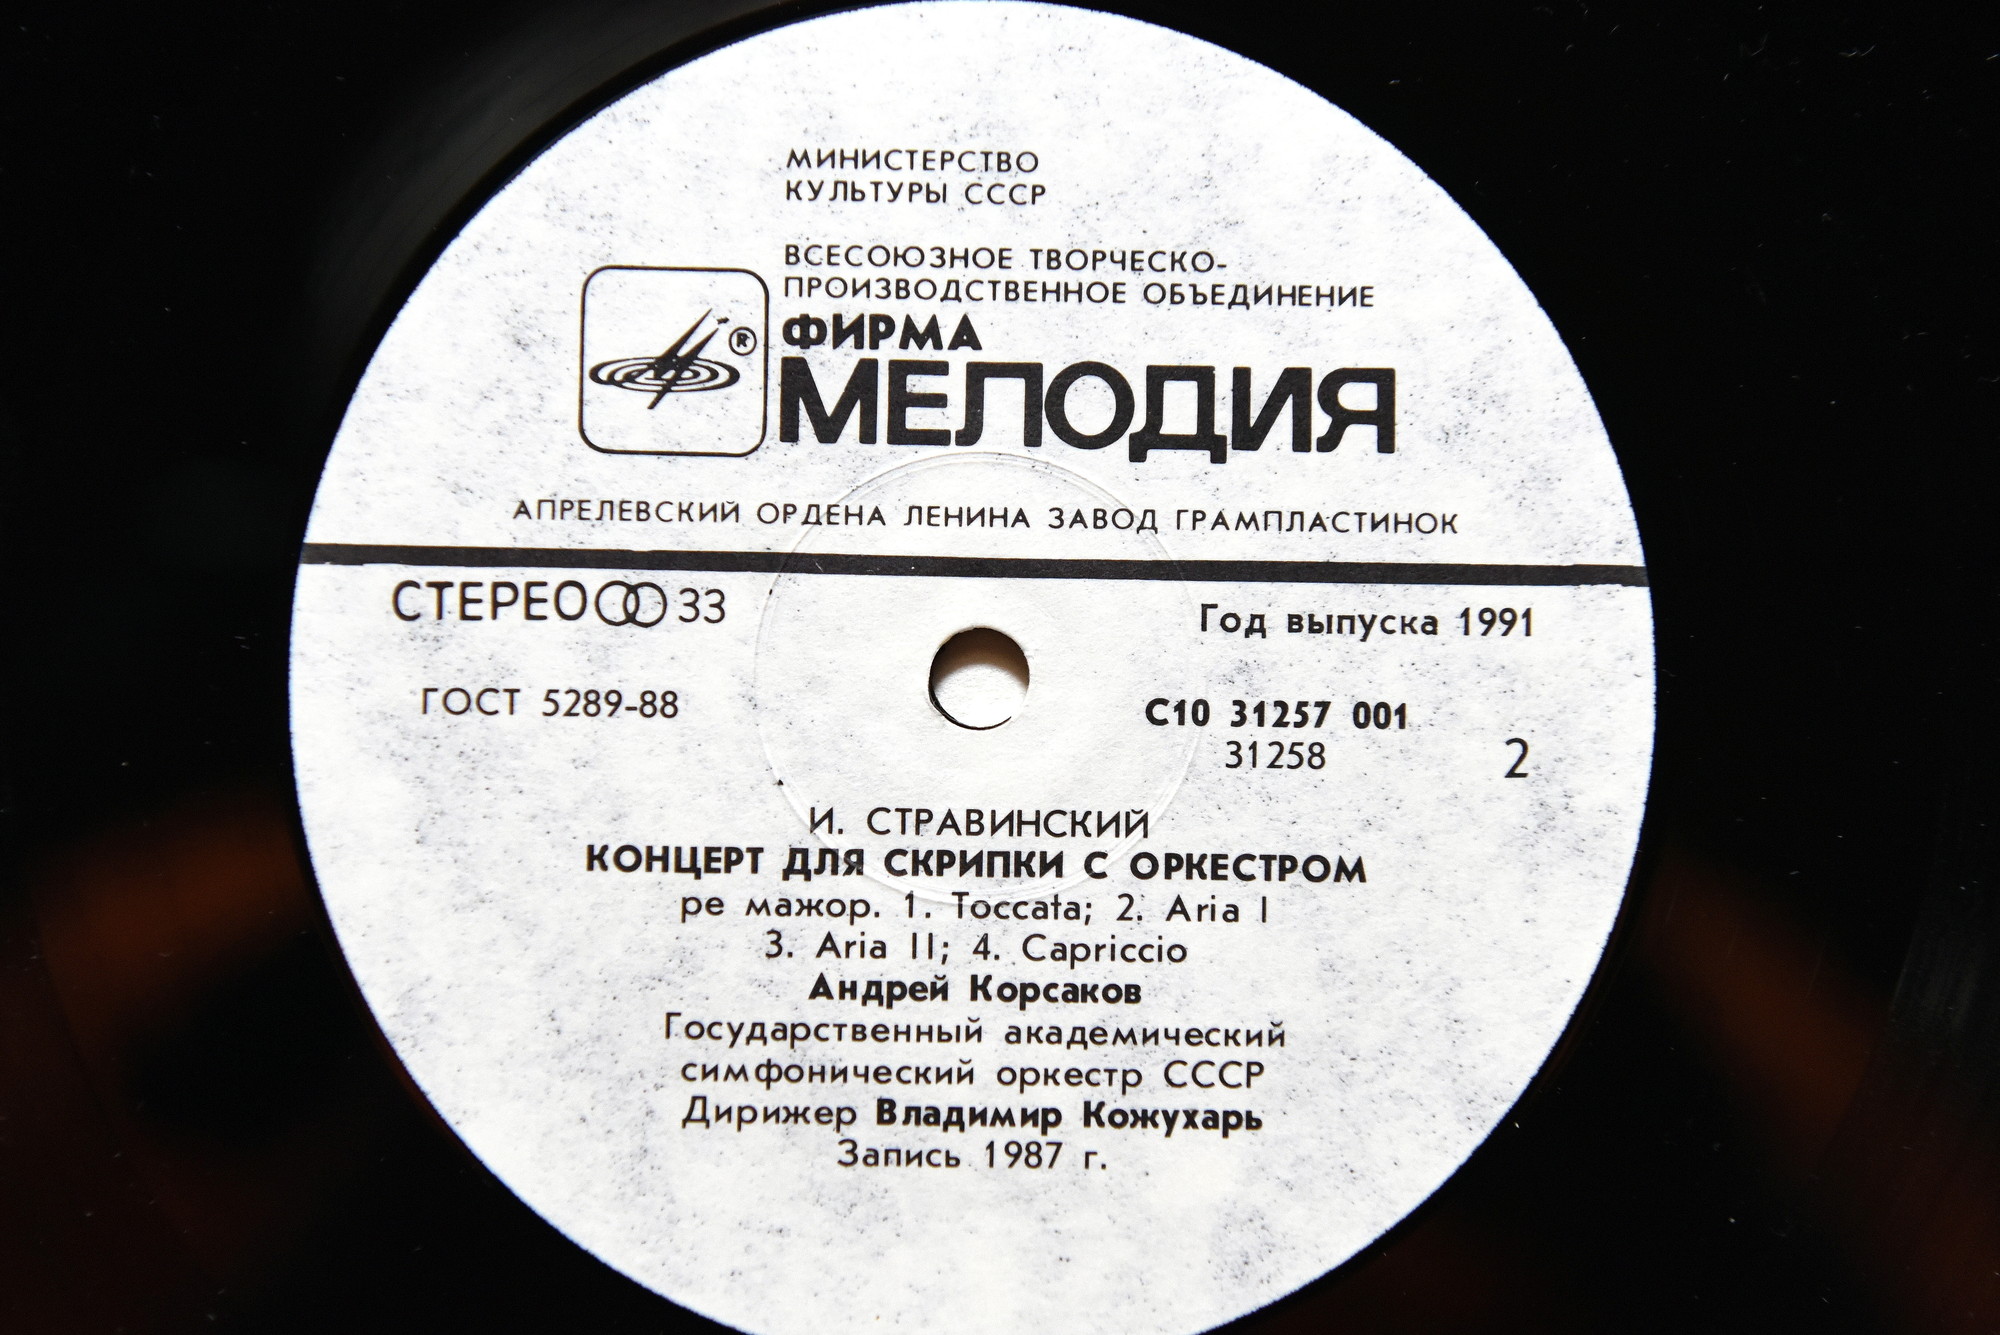 МИНИСТЕРСТВО
КУЛЬТУРЫ СССР
ВСЕСОЮЗНОЕ ТВОРЧЕСКО-
ПРОИЗВОДСТВЕННОЕ ОБЪЕДИНЕНИЕ
ФИРМА
®
МЕЛОДИЯ
АПРЕЛЕВСКИЙ ОРДЕНА ЛЕНИНА ЗАВОД ГРАМПЛАСТИНОК
СТЕРЕО 33
Год выпуска 1991
ГОСТ 5289-88
С10 31257 001
31258
2
И. СТРАВИНСКИЙ
КОНЦЕРТ ДЛЯ СКРИПКИ С ОРКЕСТРОМ
ре мажор. 1. Toccata; 2. Aria I
3. Aria II; 4. Capriccio
Андрей Корсаков
Государственный академический
симфонический оркестр СССР
Дирижер Владимир Кожухарь
Запись 1987 г.